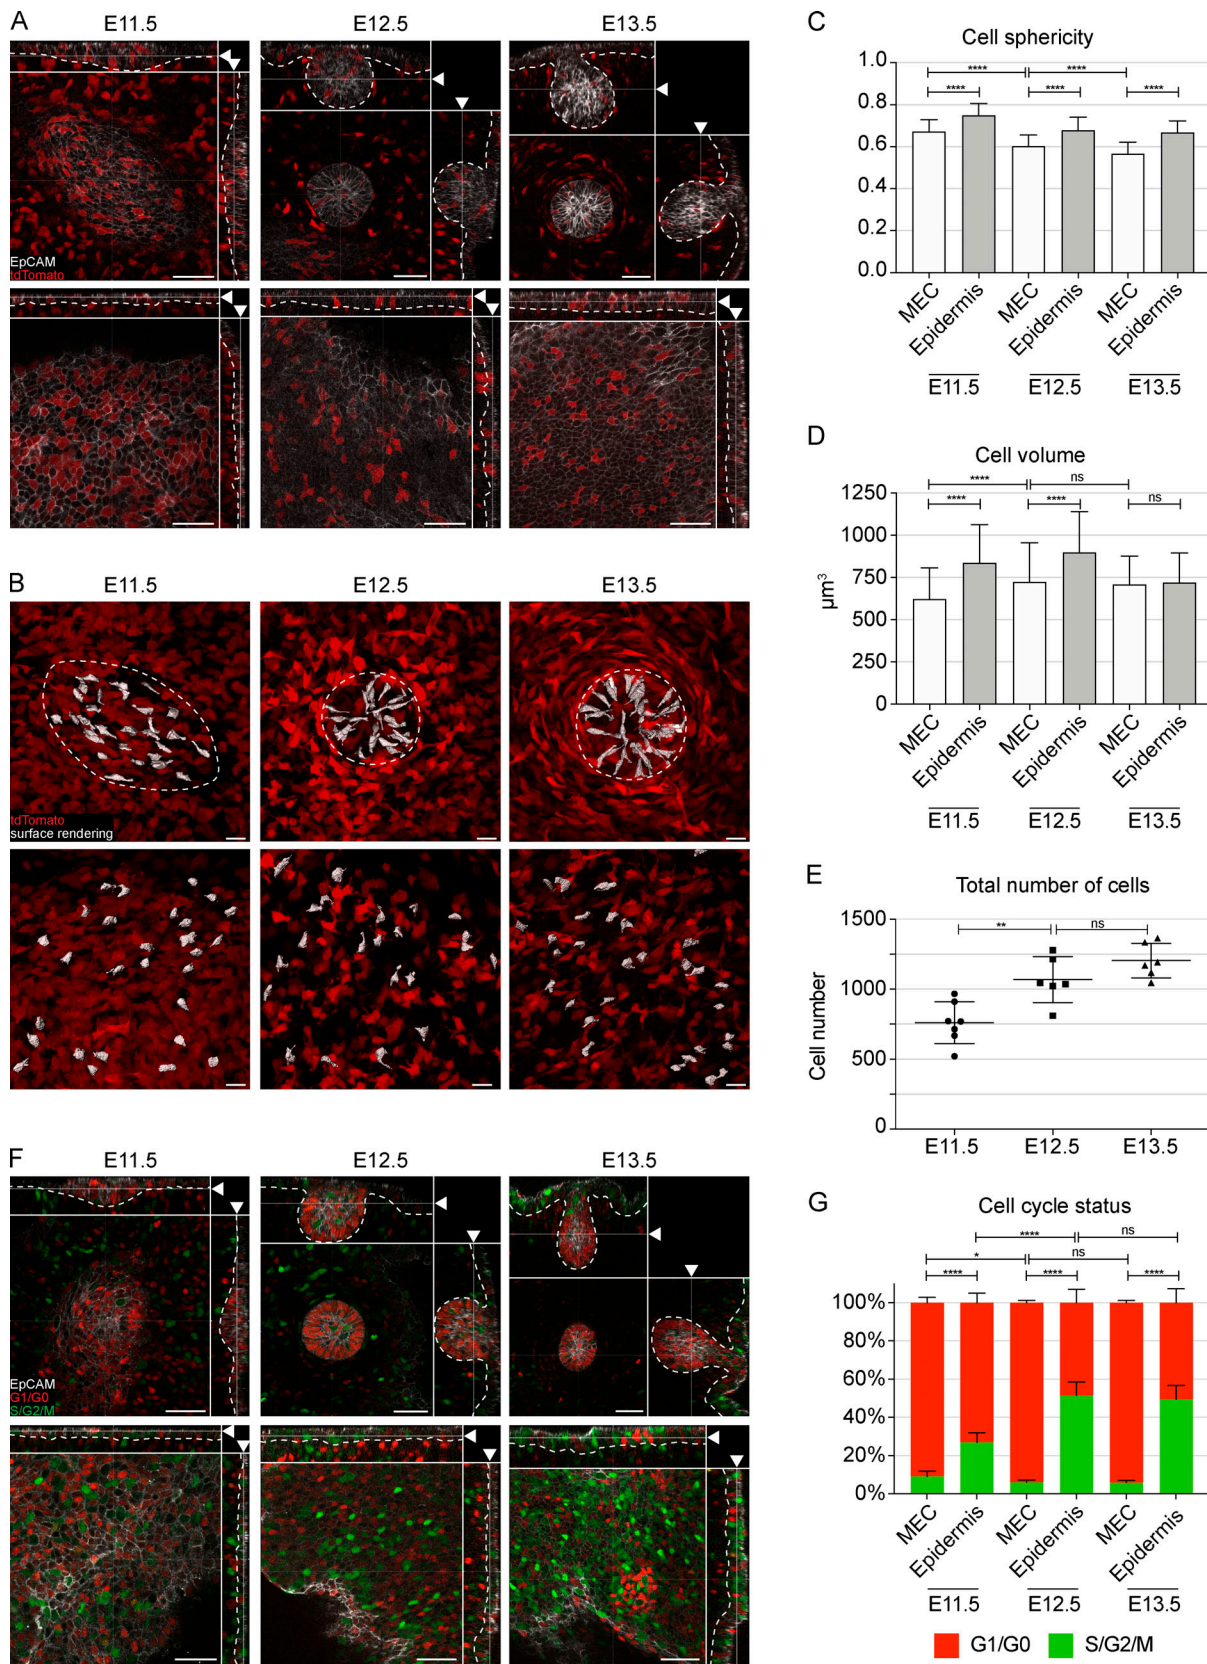 A
E11.5 E12.5 E13.5
EpCAM
tdTomato
B
E11.5 E12.5 E13.5
tdTomato
surface rendering
F
E11.5 E12.5 E13.5
EpCAM
G1/G0
S/G2/M
C
Cell sphericity
**** ****
**** **** ****
1.0
0.8
0.6
0.4
0.2
0.0
MEC Epidermis MEC Epidermis MEC Epidermis
E11.5 E12.5 E13.5
D
Cell volume
**** ns
**** **** ns
1250
1000
750
500
250
0
µm³
MEC Epidermis MEC Epidermis MEC Epidermis
E11.5 E12.5 E13.5
E
Total number of cells
** ns
1500
1000
500
0
Cell number
E11.5 E12.5 E13.5
G
Cell cycle status
**** ns
* ns
**** **** ****
100%
80%
60%
40%
20%
0%
MEC Epidermis MEC Epidermis MEC Epidermis
E11.5 E12.5 E13.5
G1/G0 S/G2/M